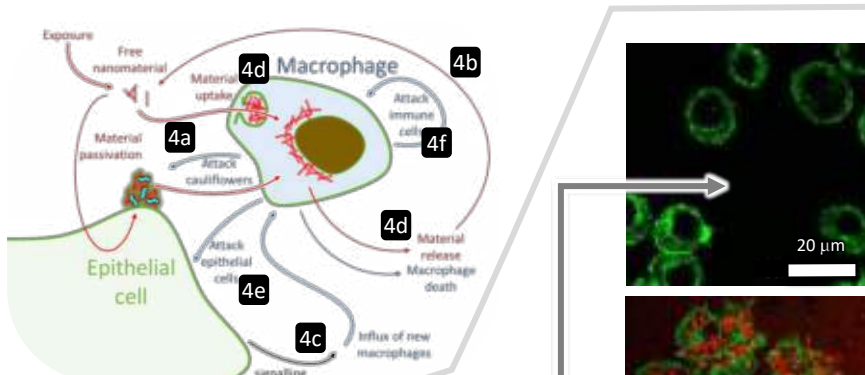 Exposure
Free
nanomaterial
4d
Macrophage
4b
Material
uptake
Attack
immune
cells
4a
4f
Material
passivation
Attack
cauliflowers
4d
Material
release
Attack
epithelial
cells
Macrophage
death
Epithelial
cell
4e
4c
Influx of new
macrophages
signalling
20 µm